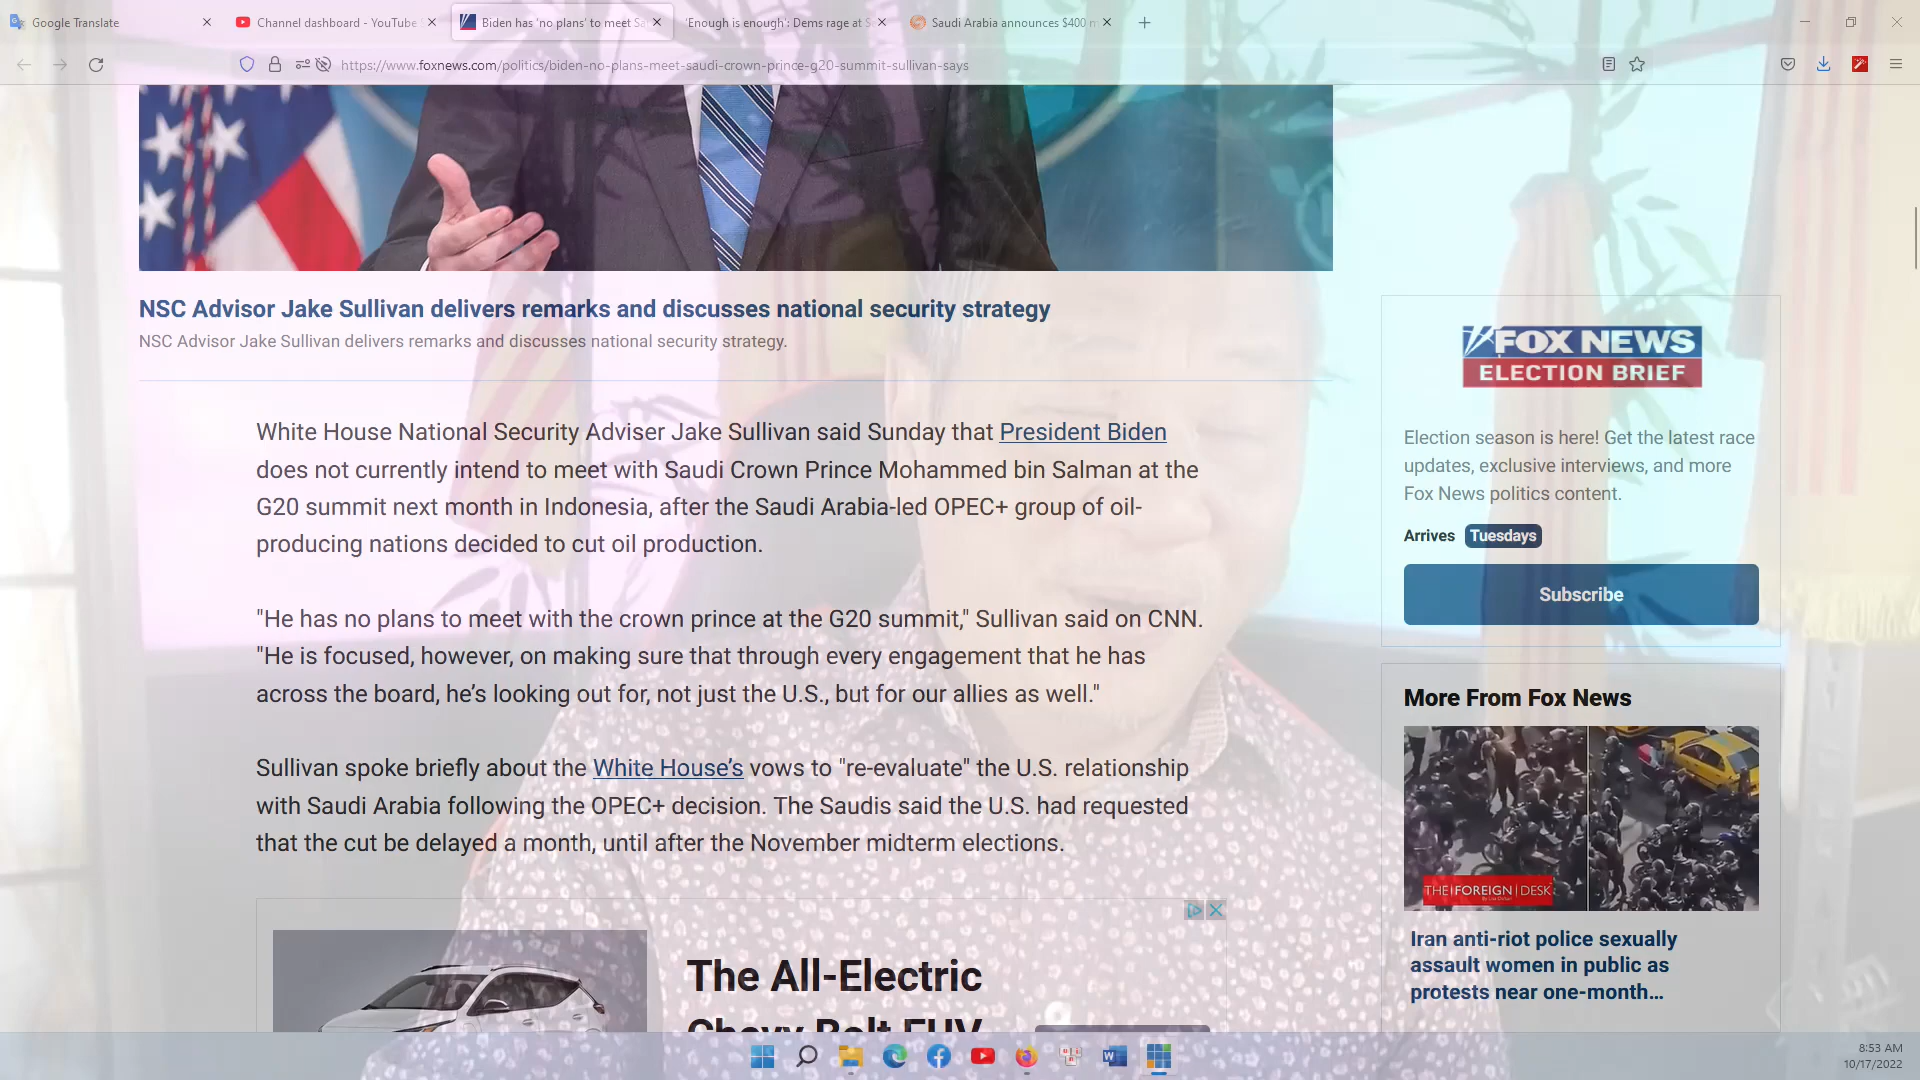 Google Translate
Channel dashboard - YouTube
Biden has 'no plans' to meet Sa
'Enough is enough': Dems rage at S
Saudi Arabia announces $400 m
https://www.foxnews.com/politics/biden-no-plans-meet-saudi-crown-prince-g20-summit-sullivan-says
NSC Advisor Jake Sullivan delivers remarks and discusses national security strategy
NSC Advisor Jake Sullivan delivers remarks and discusses national security strategy.
White House National Security Adviser Jake Sullivan said Sunday that President Biden
does not currently intend to meet with Saudi Crown Prince Mohammed bin Salman at the
G20 summit next month in Indonesia, after the Saudi Arabia-led OPEC+ group of oil-
producing nations decided to cut oil production.
"He has no plans to meet with the crown prince at the G20 summit," Sullivan said on CNN.
"He is focused, however, on making sure that through every engagement that he has
across the board, he's looking out for, not just the U.S., but for our allies as well."
Sullivan spoke briefly about the White House's vows to "re-evaluate" the U.S. relationship
with Saudi Arabia following the OPEC+ decision. The Saudis said the U.S. had requested
that the cut be delayed a month, until after the November midterm elections.
The All-Electric
Chevy Bolt EUV
FOX NEWS
ELECTION BRIEF
Election season is here! Get the latest race
updates, exclusive interviews, and more
Fox News politics content.
Arrives Tuesdays
Subscribe
More From Fox News
THE FOREIGN DESK
Iran anti-riot police sexually
assault women in public as
protests near one-month...
8:53 AM
10/17/2022